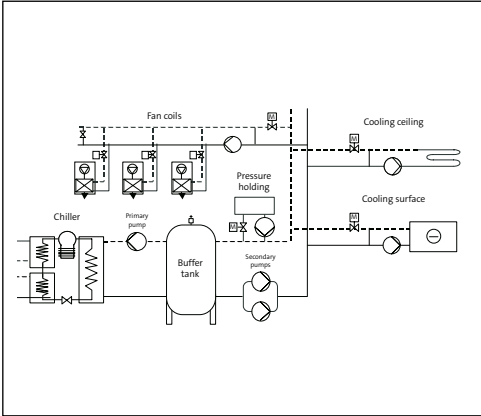 Fan coils
M
Cooling ceiling
M
Pressure
holding
Cooling surface
M
Chiller
Primary
pump
M
Buffer
tank
Secondary
pumps